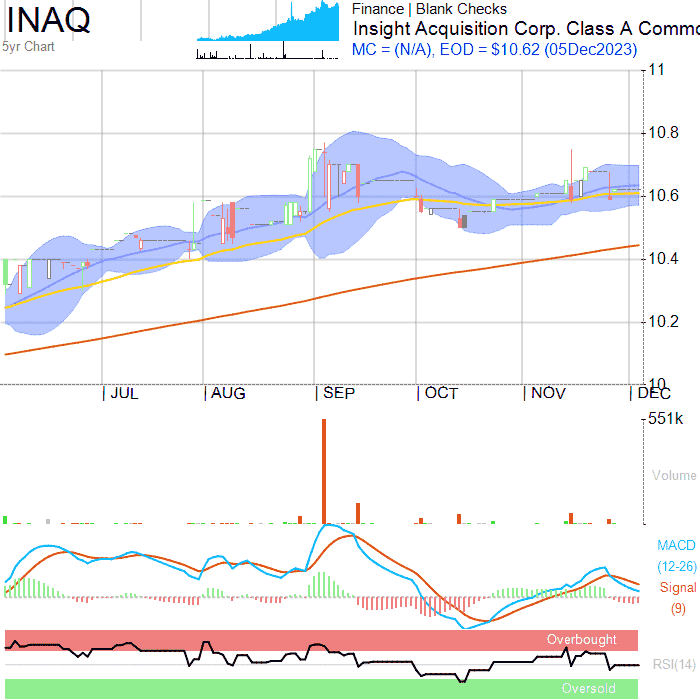 INAQ
5yr Chart
Finance | Blank Checks
Insight Acquisition Corp. Class A Commo
MC = (N/A), EOD = $10.62 (05Dec2023)
11
10.8
10.6
10.4
10.2
10
JUL AUG SEP OCT NOV DEC
551k
Volume
MACD
(12-26)
Signal
(9)
Overbought
RSI(14)
Oversold